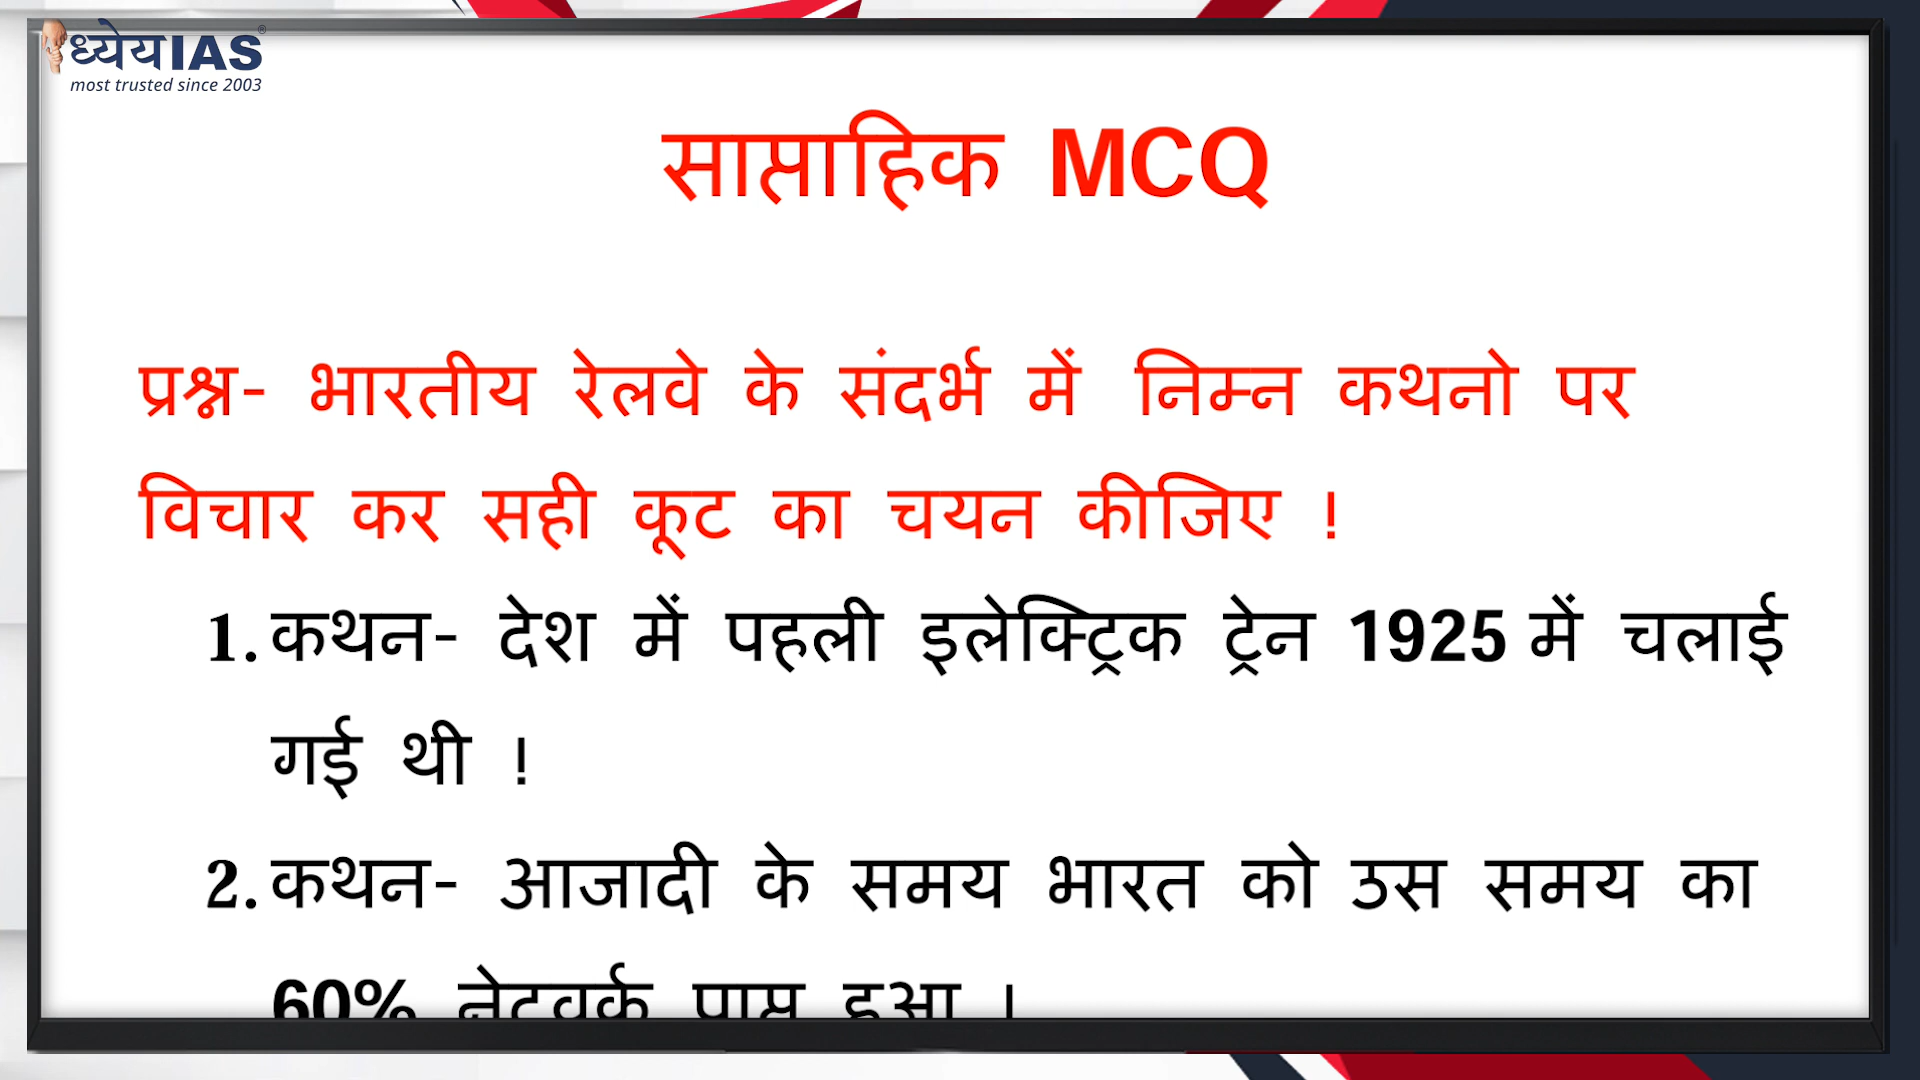 ध्येयIAS®
most trusted since 2003
साप्ताहिक MCQ
प्रश्न- भारतीय रेलवे के संदर्भ में निम्न कथनो पर
विचार कर सही कूट का चयन कीजिए !
1. कथन- देश में पहली इलेक्ट्रिक ट्रेन 1925 में चलाई
गई थी !
2. कथन- आजादी के समय भारत को उस समय का
60% नेटवर्क प्राप्त हुआ !